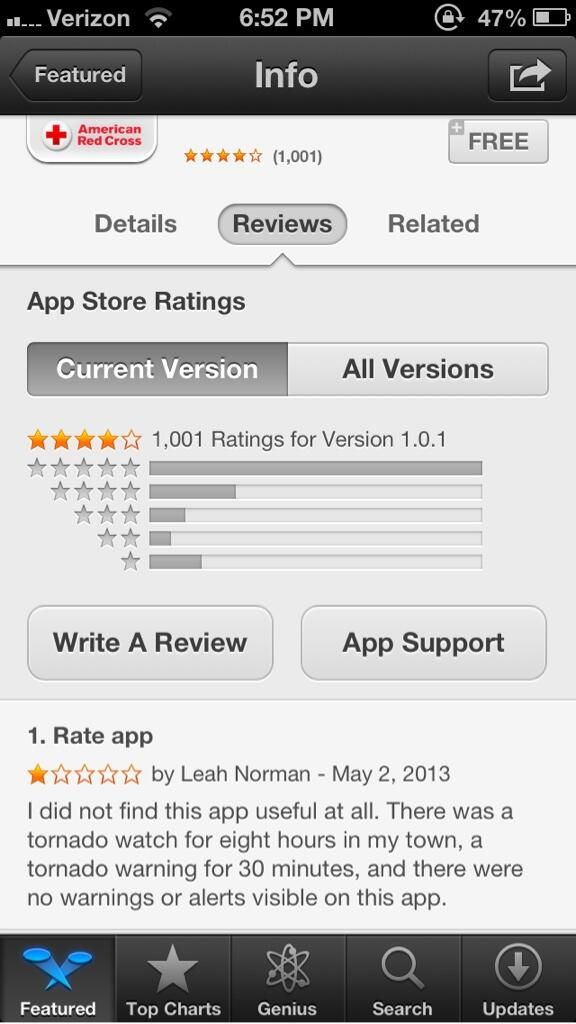 Verizon 6:52 PM 47%
Featured Info
American
Red Cross
(1,001) FREE
Details Reviews Related
App Store Ratings
Current Version All Versions
1,001 Ratings for Version 1.0.1
Write A Review App Support
1. Rate app
by Leah Norman - May 2, 2013
I did not find this app useful at all. There was a
tornado watch for eight hours in my town, a
tornado warning for 30 minutes, and there were
no warnings or alerts visible on this app.
Featured Top Charts Genius Search Updates